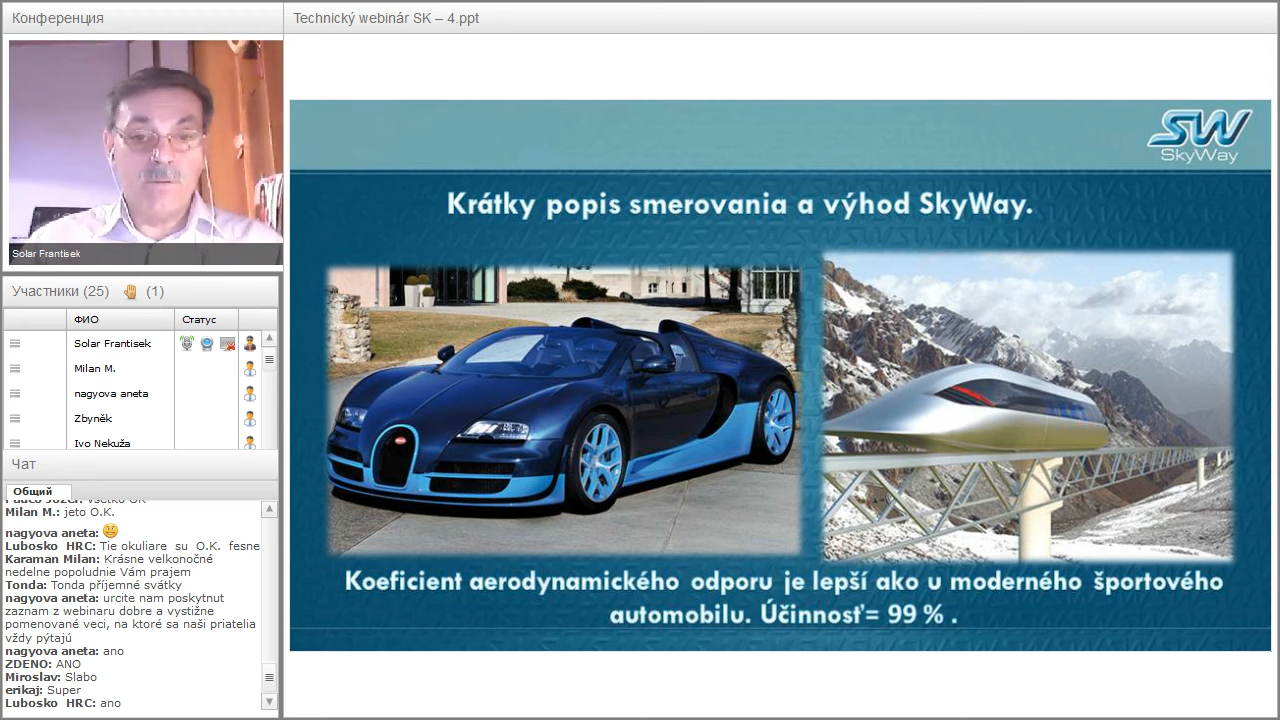 Конференция
Technický webinár SK – 4.ppt
Solar Frantisek
Участники (25) (1)
ФИО Статус
Solar Frantisek
Milan M.
nagyova aneta
Zbyněk
Ivo Nekuža
Чат
Общий
Milan M.: jeto O.K.
nagyova aneta:
Lubosko HRC: Tie okuliare su O.K. fesne
Karaman Milan: Krásne velkonočné
nedelne popoludnie Vám prajem
Tonda: Tonda příjemné svátky
nagyova aneta: urcite nam poskytnut
zaznam z webinaru dobre a vystižne
pomenované veci, na ktoré sa naši priatelia
vždy pýtajú
nagyova aneta: ano
ZDENO: ANO
Miroslav: Slabo
erikaj: Super
Lubosko HRC: ano
SW
SkyWay
Krátky popis smerovania a výhod SkyWay.
Koeficient aerodynamického odporu je lepší ako u moderného športového
automobilu. Účinnosť= 99 % .